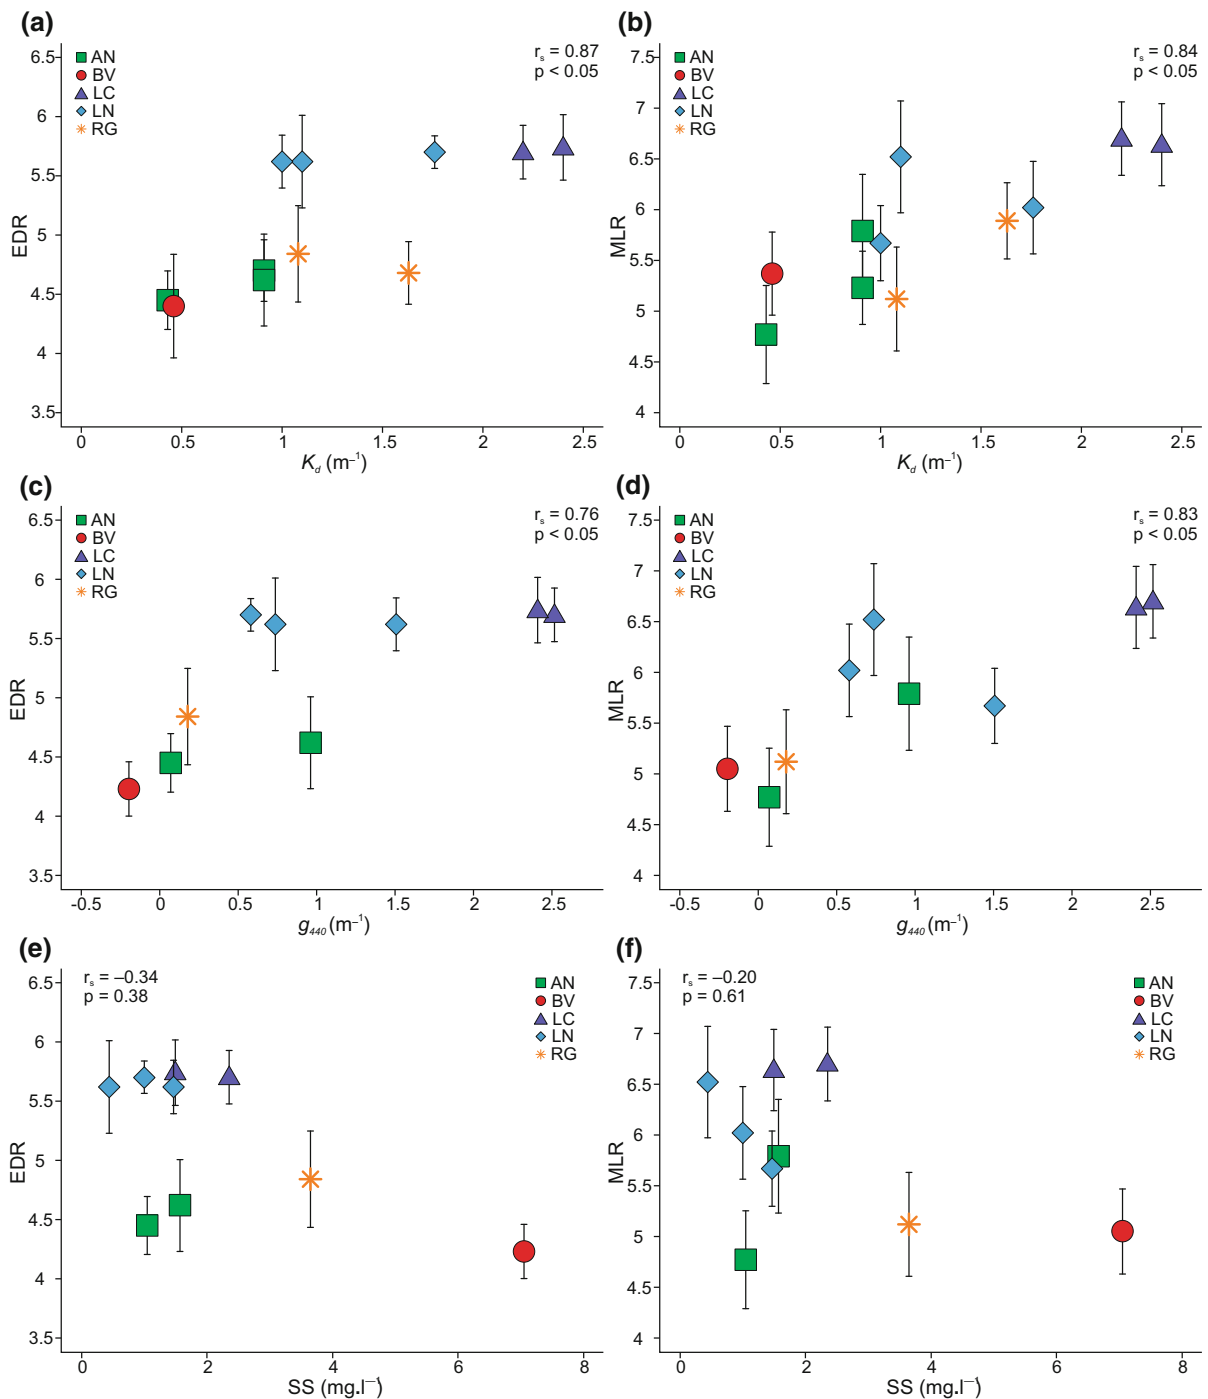 (a)
6.5
6
5.5
5
4.5
4
3.5
EDR
AN
BV
LC
LN
RG
rs = 0.87
p < 0.05
0 0.5 1 1.5 2 2.5
Kd (m–1)
(b)
7.5
7
6.5
6
5.5
5
4.5
4
MLR
AN
BV
LC
LN
RG
rs = 0.84
p < 0.05
0 0.5 1 1.5 2 2.5
Kd (m–1)
(c)
6.5
6
5.5
5
4.5
4
3.5
EDR
AN
BV
LC
LN
RG
rs = 0.76
p < 0.05
-0.5 0 0.5 1 1.5 2 2.5
g440 (m–1)
(d)
7.5
7
6.5
6
5.5
5
4.5
4
MLR
AN
BV
LC
LN
RG
rs = 0.83
p < 0.05
-0.5 0 0.5 1 1.5 2 2.5
g440 (m–1)
(e)
6.5
6
5.5
5
4.5
4
3.5
EDR
rs = –0.34
p = 0.38
AN
BV
LC
LN
RG
0 2 4 6 8
SS (mg.l–1)
(f)
7.5
7
6.5
6
5.5
5
4.5
4
MLR
rs = –0.20
p = 0.61
AN
BV
LC
LN
RG
0 2 4 6 8
SS (mg.l–1)